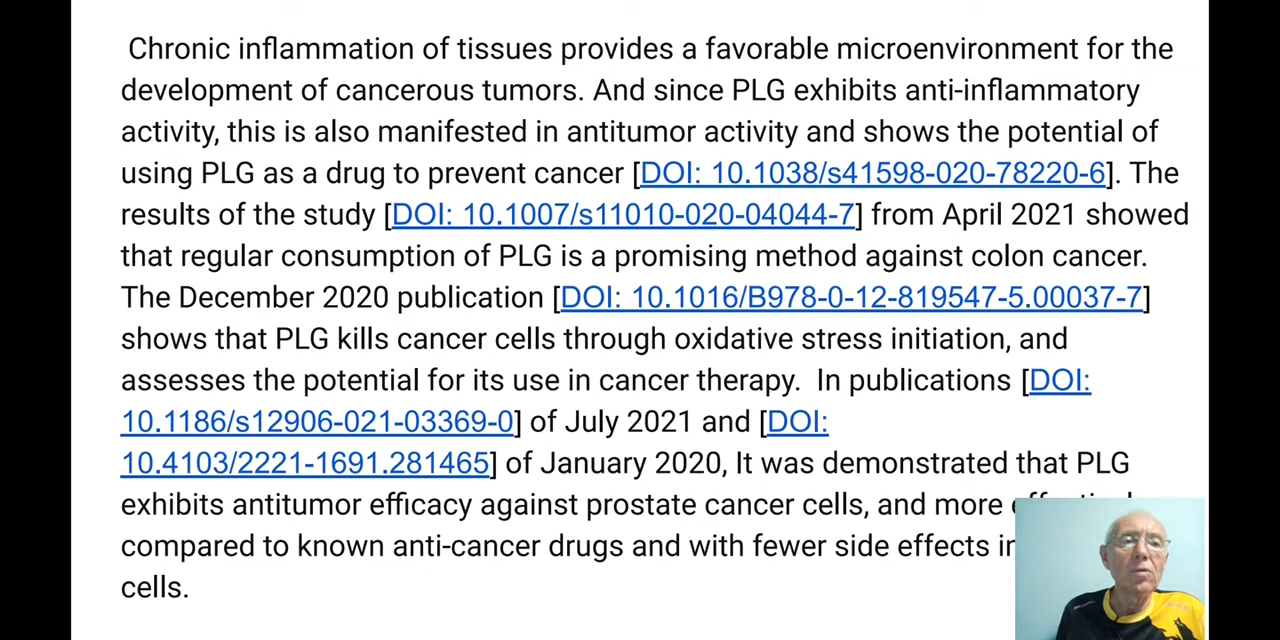 Chronic inflammation of tissues provides a favorable microenvironment for the
development of cancerous tumors. And since PLG exhibits anti-inflammatory
activity, this is also manifested in antitumor activity and shows the potential of
using PLG as a drug to prevent cancer [DOI: 10.1038/s41598-020-78220-6]. The
results of the study [DOI: 10.1007/s11010-020-04044-7] from April 2021 showed
that regular consumption of PLG is a promising method against colon cancer.
The December 2020 publication [DOI: 10.1016/B978-0-12-819547-5.00037-7]
shows that PLG kills cancer cells through oxidative stress initiation, and
assesses the potential for its use in cancer therapy. In publications [DOI:
10.1186/s12906-021-03369-0] of July 2021 and [DOI:
10.4103/2221-1691.281465] of January 2020, It was demonstrated that PLG
exhibits antitumor efficacy against prostate cancer cells, and more
compared to known anti-cancer drugs and with fewer side effects
cells.